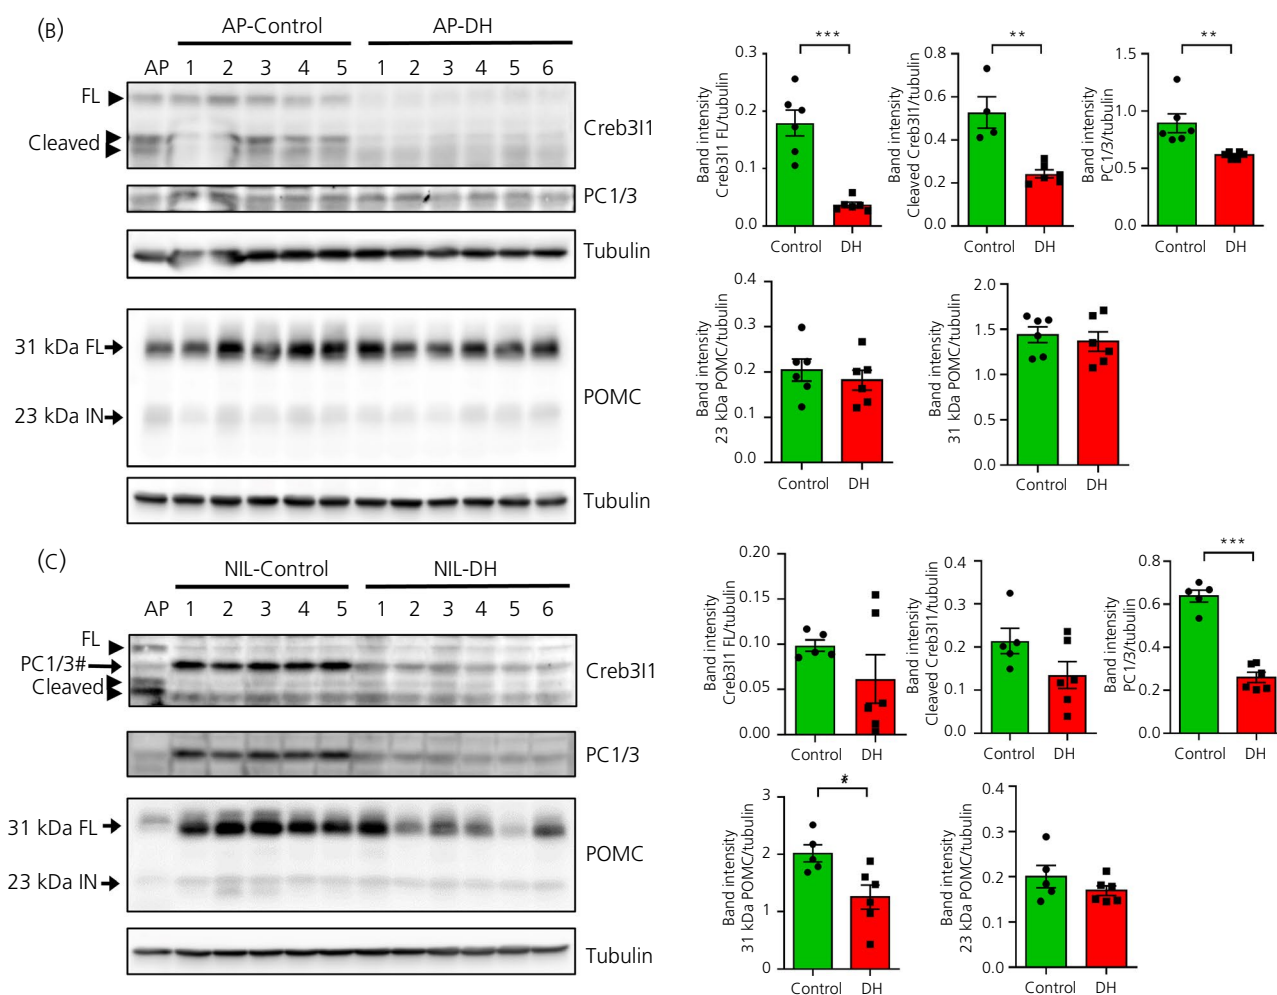 (B)
AP-Control AP-DH
AP 1 2 3 4 5 1 2 3 4 5 6
FL
Cleaved
Creb3l1
PC1/3
Tubulin
31 kDa FL
23 kDa IN
POMC
Tubulin
***
Band intensity
Creb3l1 FL/tubulin
0.3
0.2
0.1
0.0
Control DH
**
Band intensity
Cleaved Creb3l1/tubulin
0.8
0.6
0.4
0.2
0.0
Control DH
**
Band intensity
PC1/3/tubulin
1.5
1.0
0.5
0.0
Control DH
Band intensity
23 kDa POMC/tubulin
0.4
0.3
0.2
0.1
0.0
Control DH
Band intensity
31 kDa POMC/tubulin
2.0
1.5
1.0
0.5
0.0
Control DH
(C)
NIL-Control NIL-DH
AP 1 2 3 4 5 1 2 3 4 5 6
FL
PC1/3#
Cleaved
Creb3l1
PC1/3
31 kDa FL
23 kDa IN
POMC
Tubulin
Band intensity
Creb3l1 FL/tubulin
0.20
0.15
0.10
0.05
0.00
Control DH
Band intensity
Cleaved Creb3l1/tubulin
0.4
0.3
0.2
0.1
0.0
Control DH
***
Band intensity
PC1/3/tubulin
0.8
0.6
0.4
0.2
0.0
Control DH
*
Band intensity
31 kDa POMC/tubulin
3
2
1
0
Control DH
Band intensity
23 kDa POMC/tubulin
0.4
0.3
0.2
0.1
0.0
Control DH